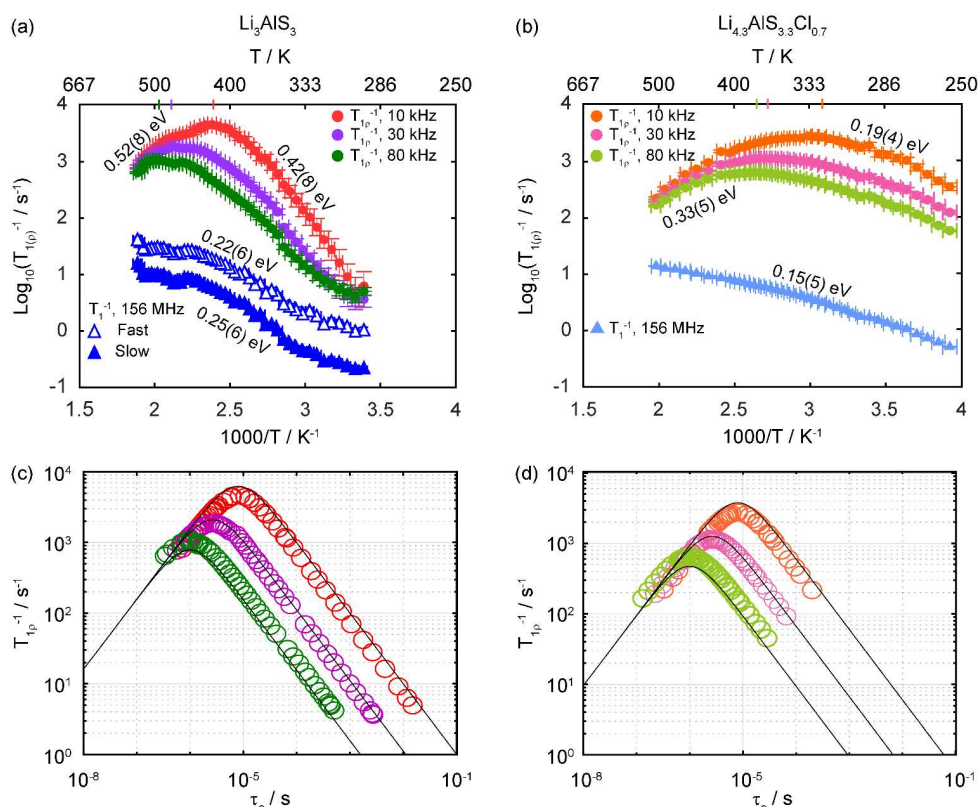 (a) Li₃AlS₃
T / K
667 500 400 333 286 250
4
3
2
1
0
-1
Log₁₀(T₁₍ρ₎⁻¹ / s⁻¹)
T₁ρ⁻¹, 10 kHz
T₁ρ⁻¹, 30 kHz
T₁ρ⁻¹, 80 kHz
0.52(8) eV
0.42(8) eV
0.22(6) eV
0.25(6) eV
T₁⁻¹, 156 MHz
Fast
Slow
1.5 2 2.5 3 3.5 4
1000/T / K⁻¹
(b) Li₄.₃AlS₃.₃Cl₀.₇
T / K
667 500 400 333 286 250
4
3
2
1
0
-1
Log₁₀(T₁₍ρ₎⁻¹ / s⁻¹)
T₁ρ⁻¹, 10 kHz
T₁ρ⁻¹, 30 kHz
T₁ρ⁻¹, 80 kHz
0.19(4) eV
0.33(5) eV
0.15(5) eV
T₁⁻¹, 156 MHz
1.5 2 2.5 3 3.5 4
1000/T / K⁻¹
(c)
10⁴
10³
10²
10¹
10⁰
T₁ρ⁻¹ / s⁻¹
10⁻⁸ 10⁻⁵ 10⁻¹
τc / s
(d)
10⁴
10³
10²
10¹
10⁰
T₁ρ⁻¹ / s⁻¹
10⁻⁸ 10⁻⁵ 10⁻¹
τc / s